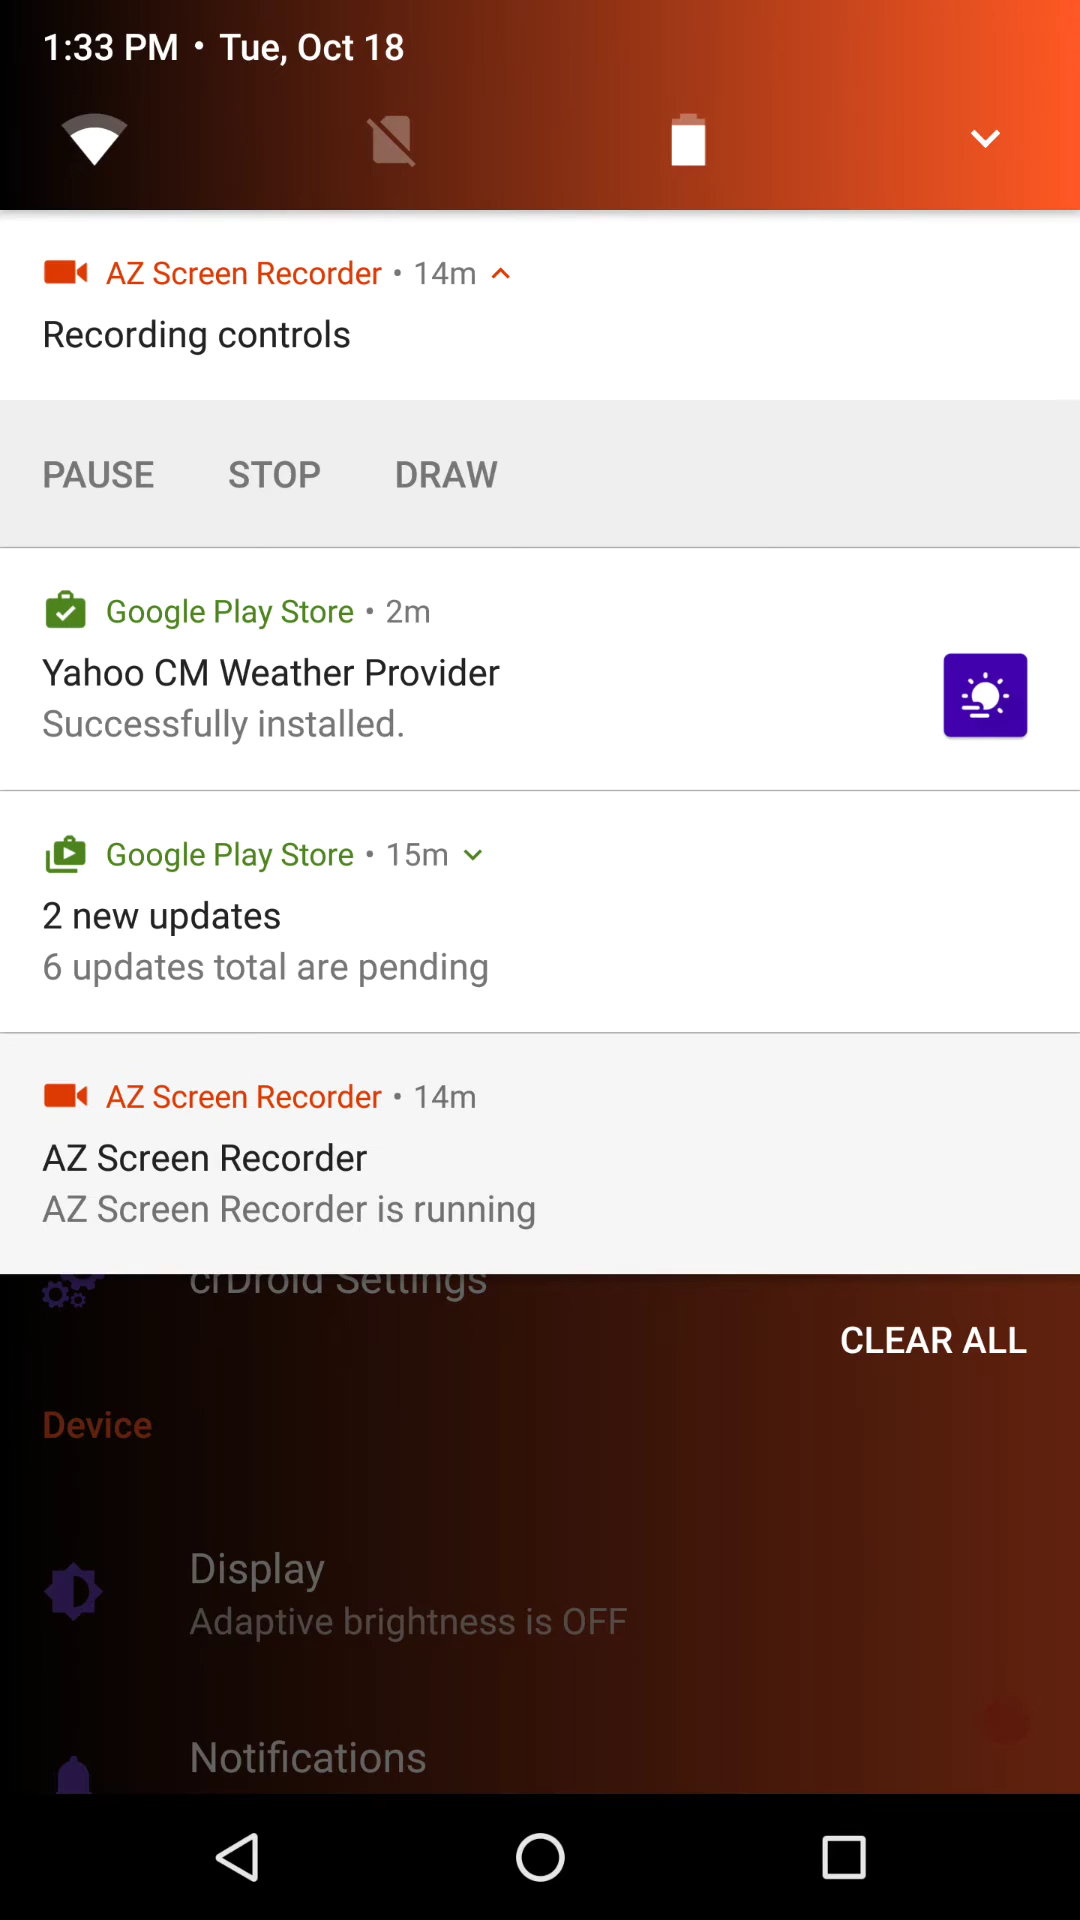 1:33 PM • Tue, Oct 18
AZ Screen Recorder • 14m
Recording controls
PAUSE STOP DRAW
Google Play Store • 2m
Yahoo CM Weather Provider
Successfully installed.
Google Play Store • 15m
2 new updates
6 updates total are pending
AZ Screen Recorder • 14m
AZ Screen Recorder
AZ Screen Recorder is running
crDroid Settings
CLEAR ALL
Device
Display
Adaptive brightness is OFF
Notifications